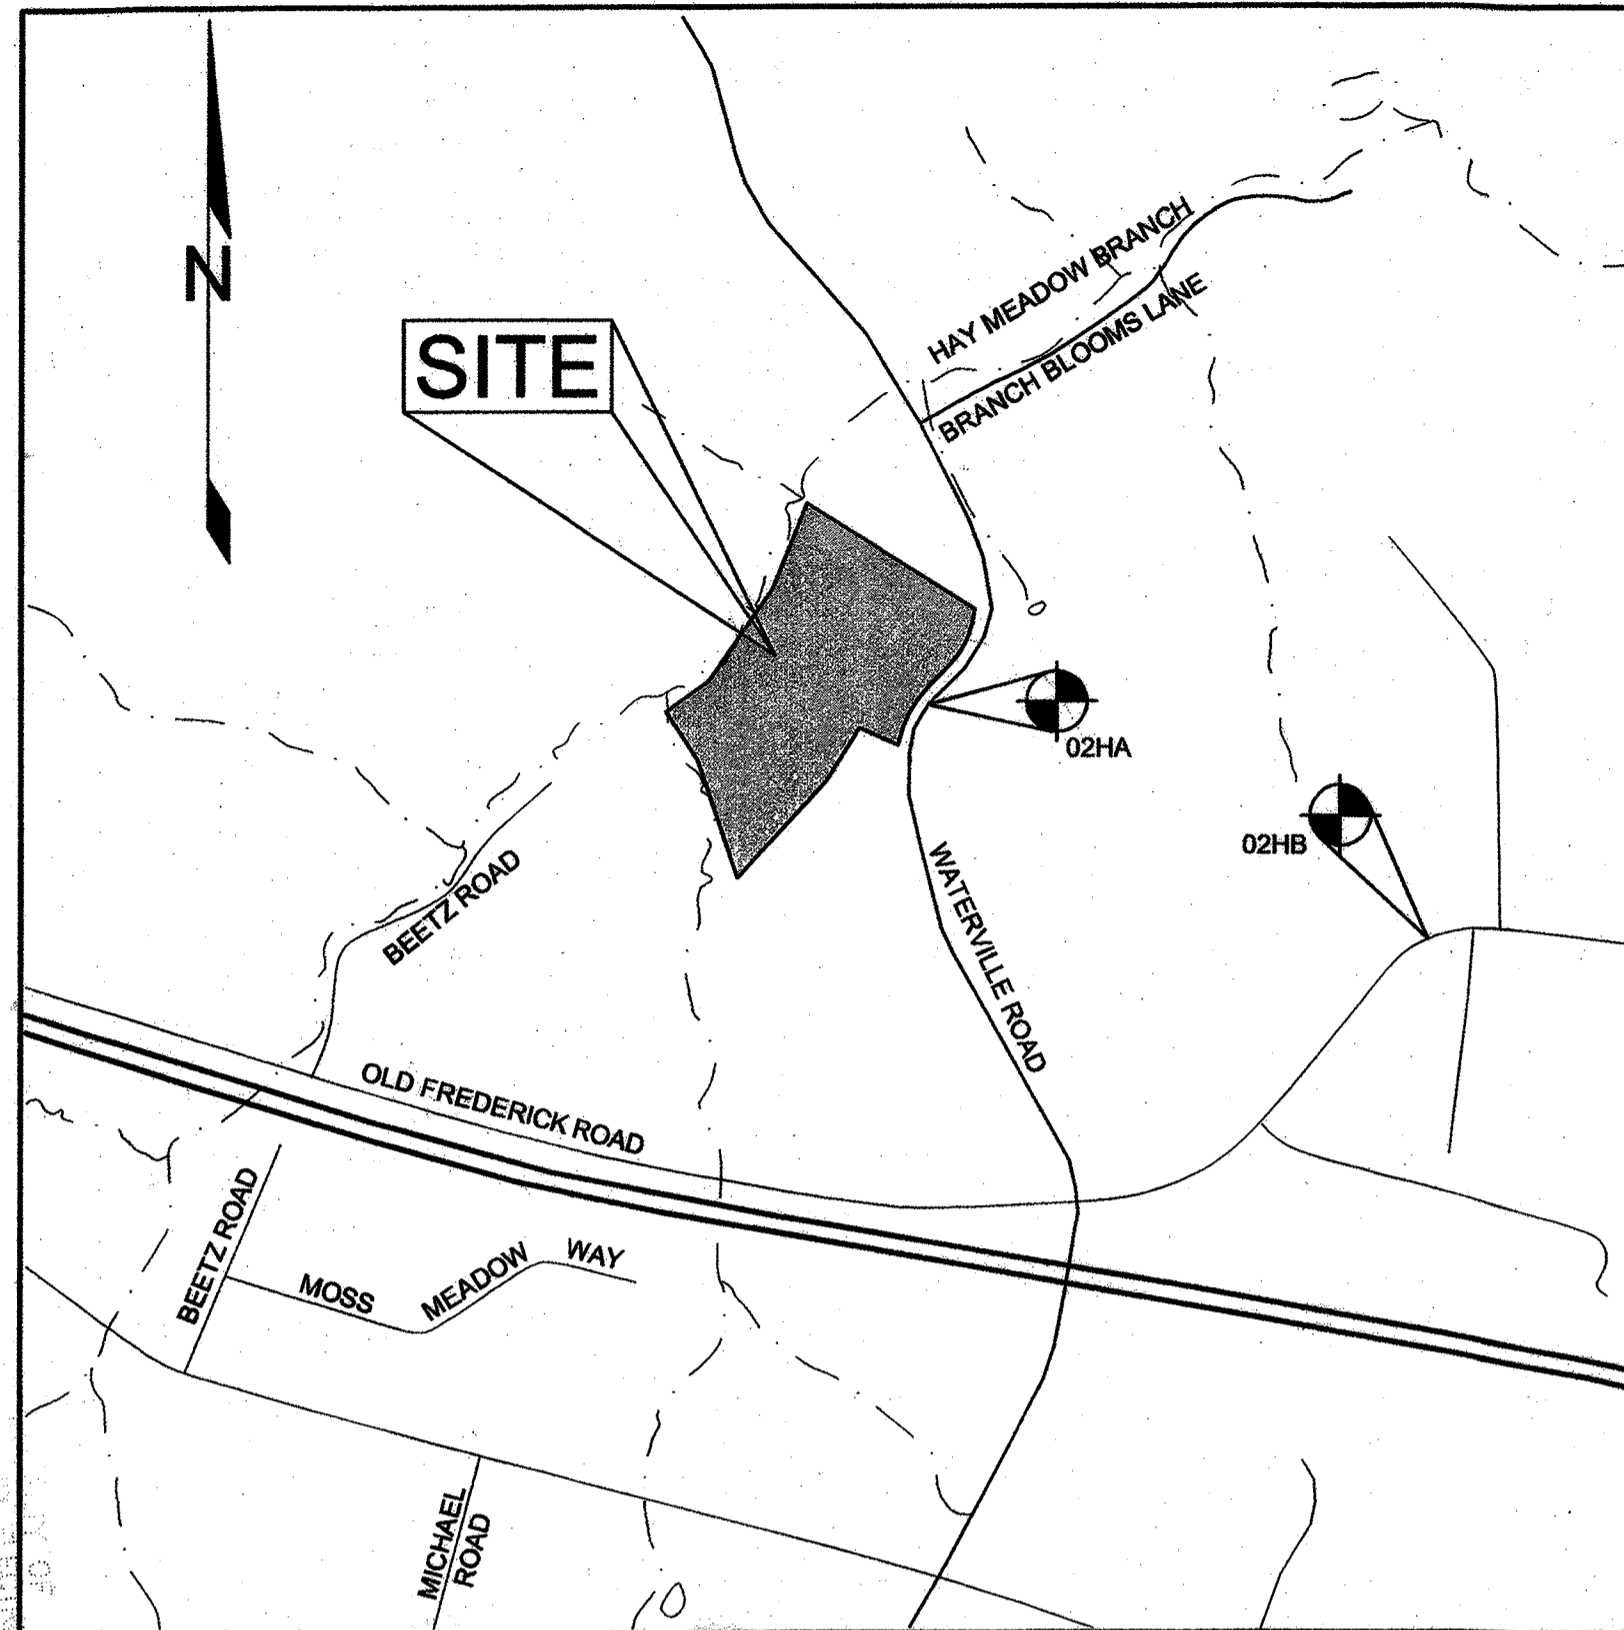 N
SITE
HAY MEADOW BRANCH
BRANCH BLOOMS LANE
02HA
02HB
WATERVILLE ROAD
BEETZ ROAD
OLD FREDERICK ROAD
BEETZ ROAD
MOSS MEADOW WAY
MICHAEL
ROAD